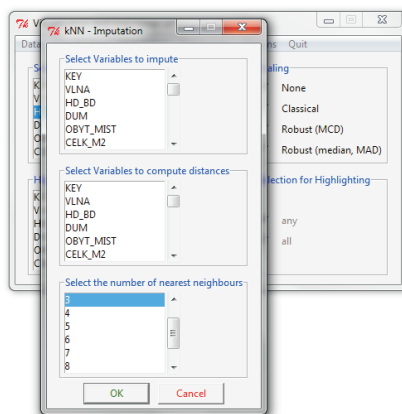 kNN - Imputation
Data
ns Quit
Select Variables to impute
KEY
VLNA
HD_BD
DUM
OBYT_MIST
CELK_M2
aling
None
Classical
Robust (MCD)
Robust (median, MAD)
Select Variables to compute distances
KEY
VLNA
HD_BD
DUM
OBYT_MIST
CELK_M2
lection for Highlighting
any
all
Select the number of nearest neighbours
3
4
5
6
7
8
OK Cancel